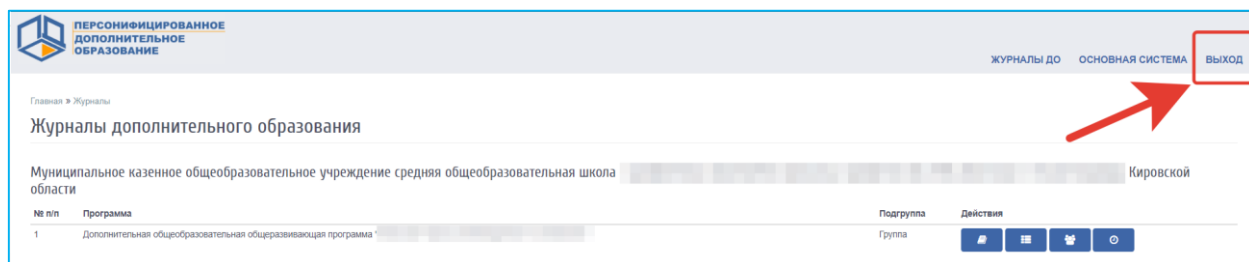 ПЕРСОНИФИЦИРОВАННОЕ
ДОПОЛНИТЕЛЬНОЕ
ОБРАЗОВАНИЕ
ЖУРНАЛЫ ДО ОСНОВНАЯ СИСТЕМА ВЫХОД
Главная » Журналы
Журналы дополнительного образования
Муниципальное казенное общеобразовательное учреждение средняя общеобразовательная школа Кировской
области
№ п/п Программа Подгруппа Действия
1 Дополнительная общеобразовательная общеразвивающая программа " Группа